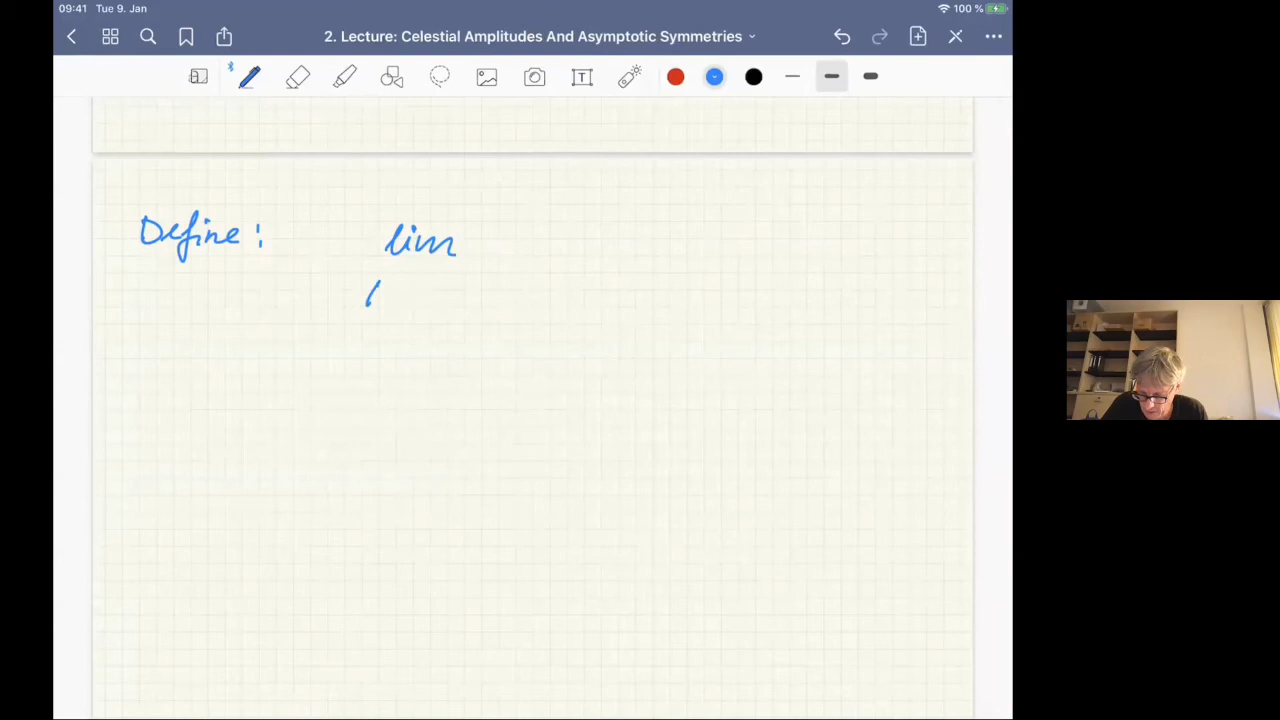 09:41 Tue 9. Jan 100 %
2. Lecture: Celestial Amplitudes And Asymptotic Symmetries
T
Define : lim
(